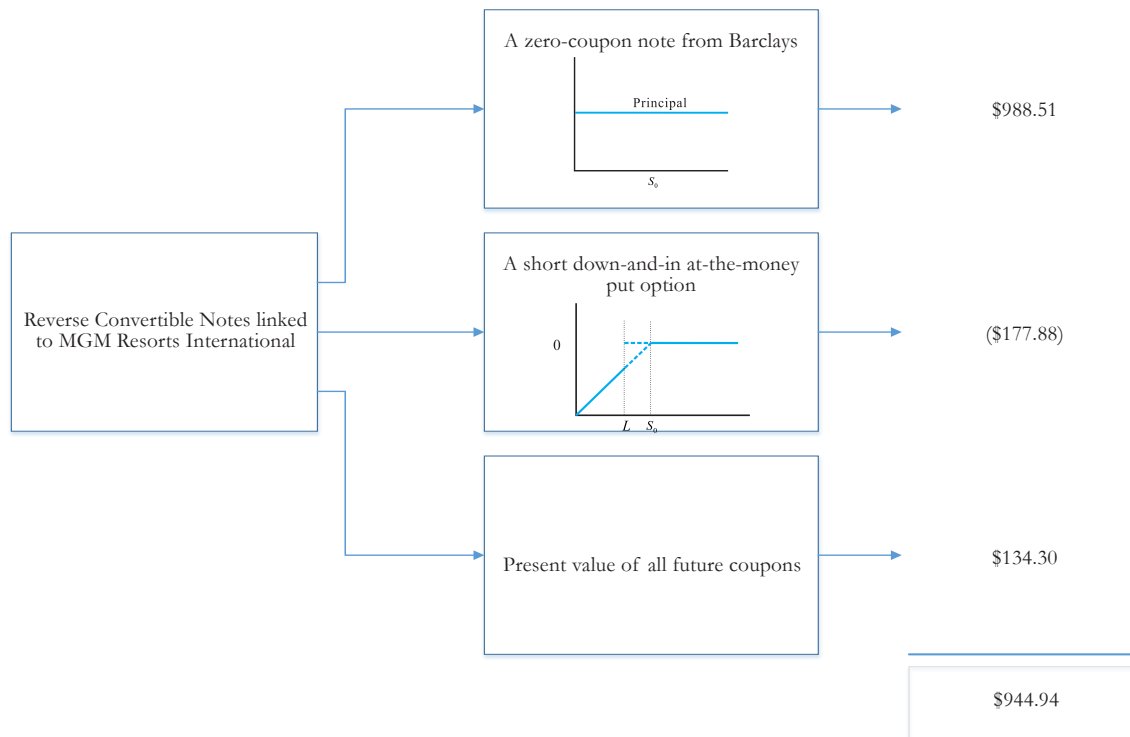 A zero-coupon note from Barclays
Principal
S₀
$988.51
Reverse Convertible Notes linked
to MGM Resorts International
A short down-and-in at-the-money
put option
0
L S₀
($177.88)
Present value of all future coupons
$134.30
$944.94